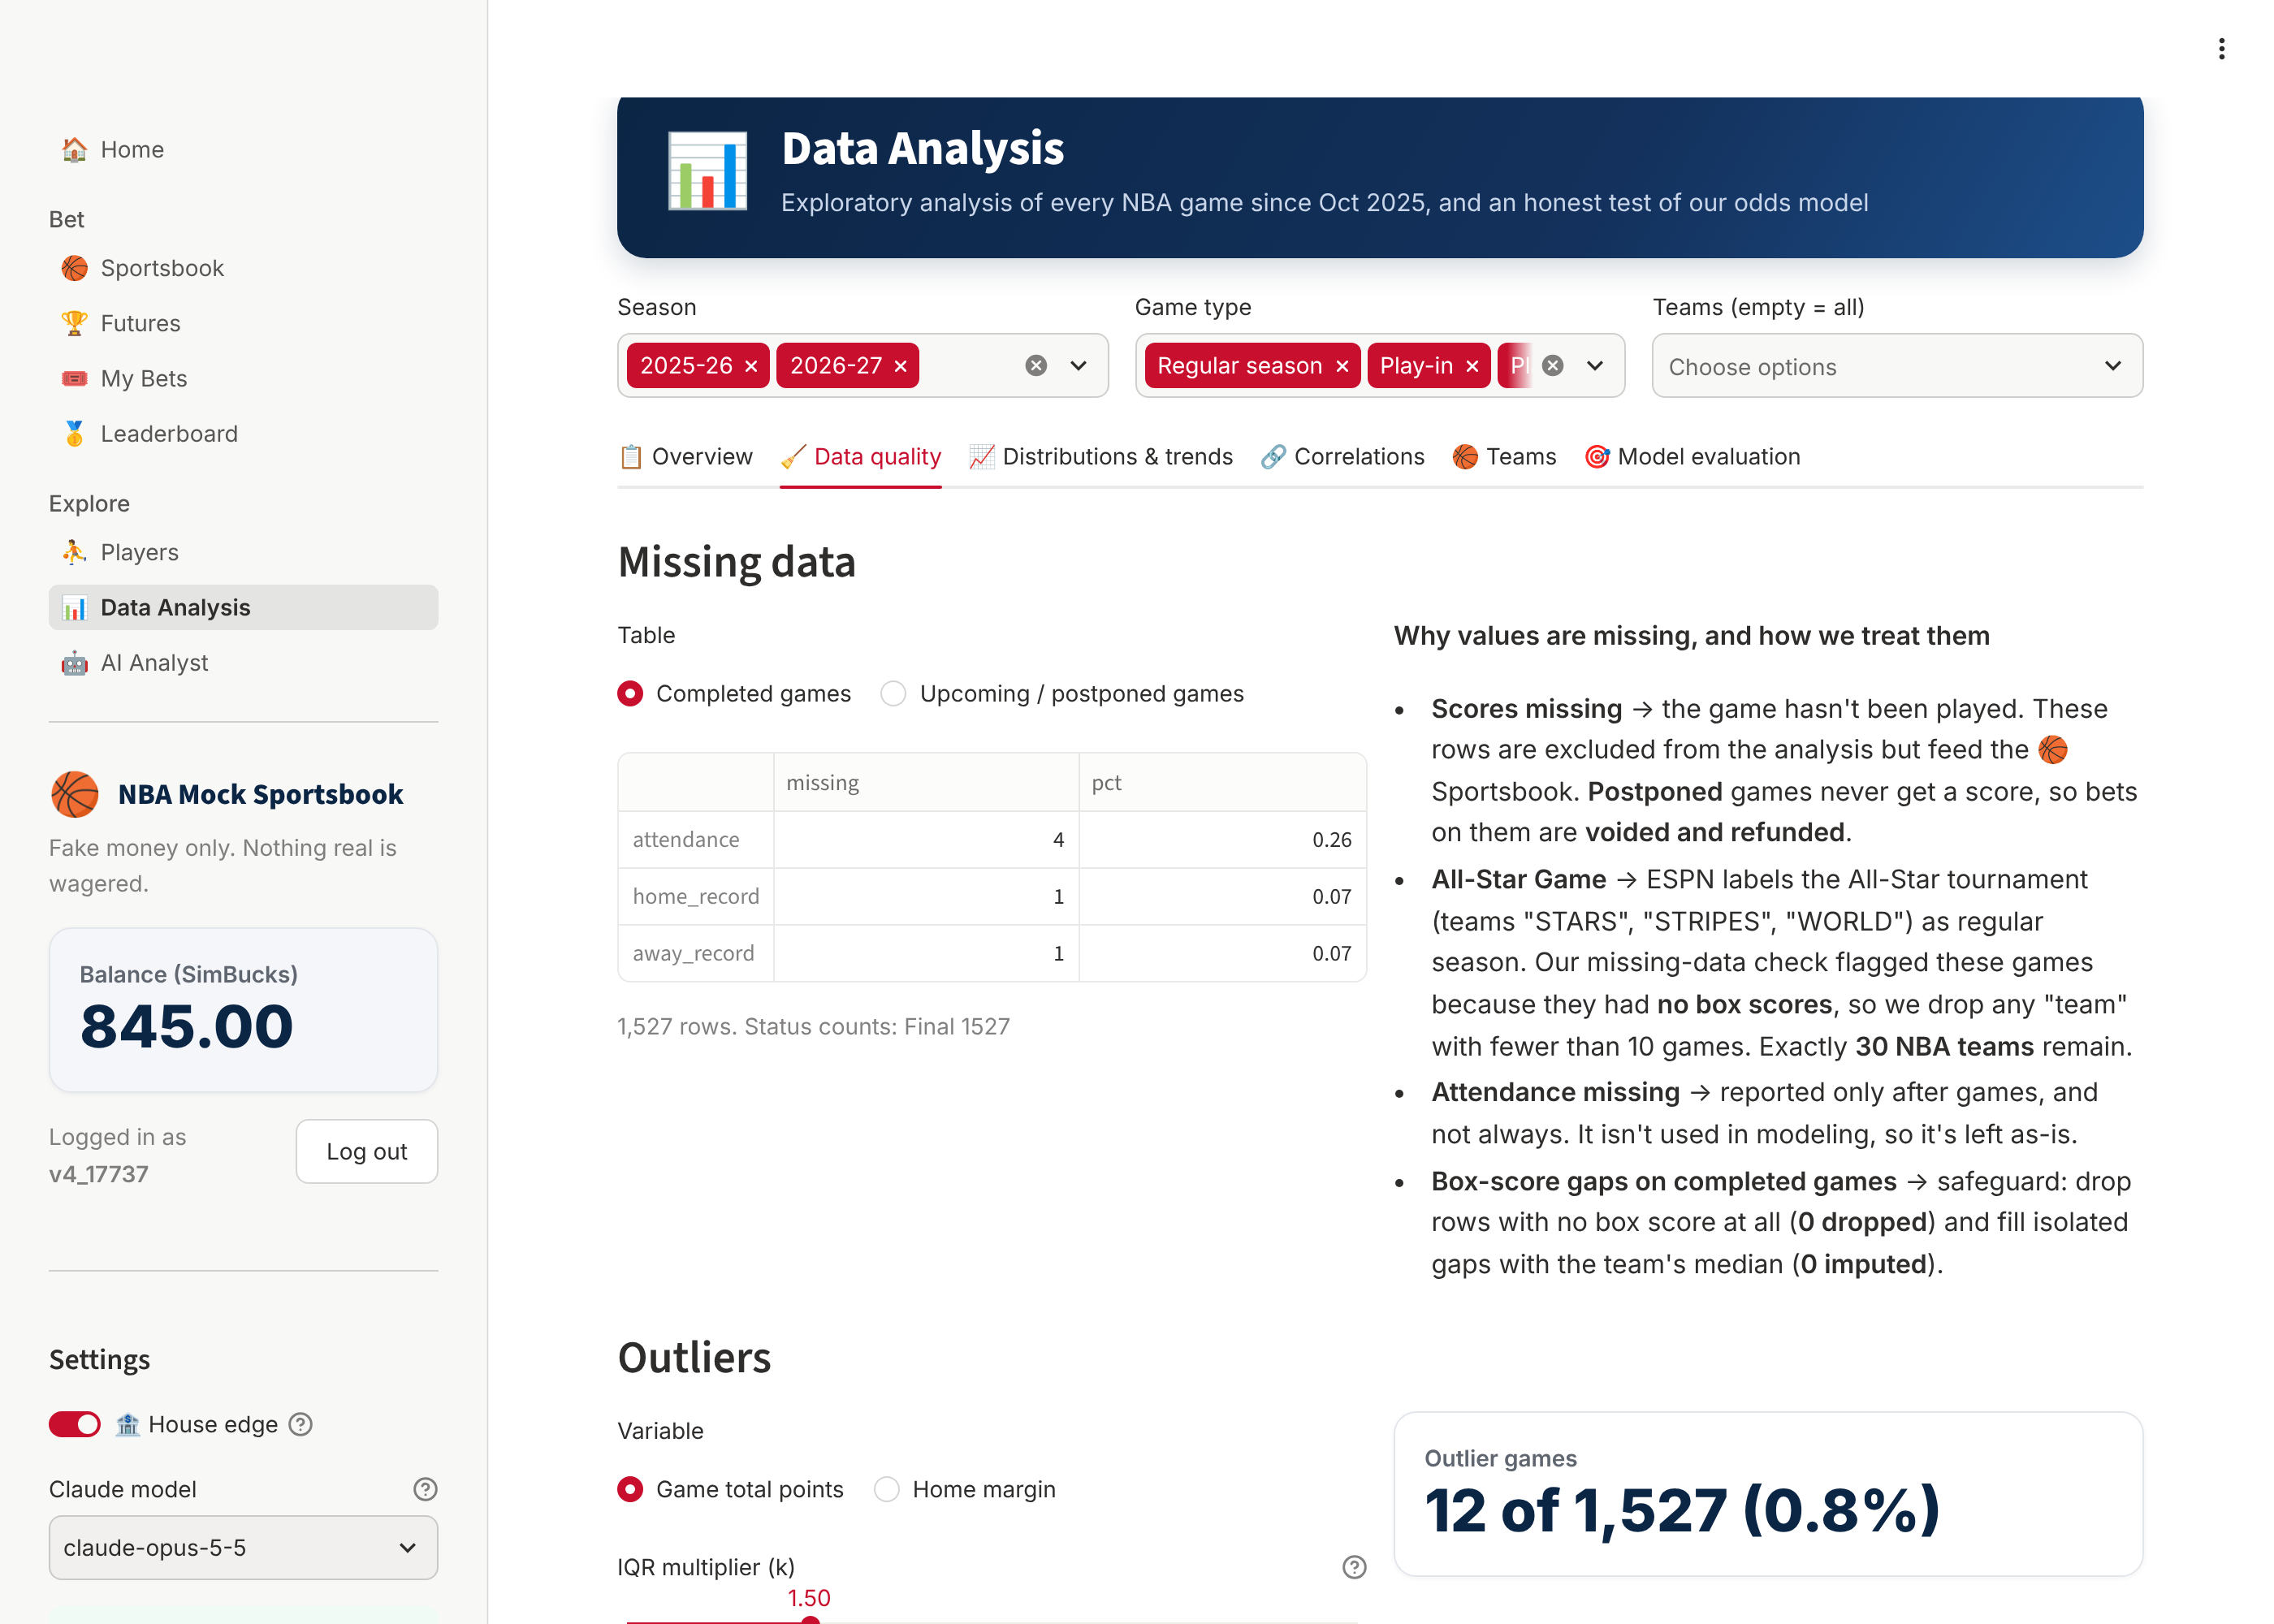 Home
Bet
Sportsbook
Futures
My Bets
Leaderboard
Explore
Players
Data Analysis
AI Analyst
NBA Mock Sportsbook
Fake money only. Nothing real is
wagered.
Balance (SimBucks)
845.00
Logged in as
v4_17737
Log out
Settings
House edge
Claude model
claude-opus-5-5
Data Analysis
Exploratory analysis of every NBA game since Oct 2025, and an honest test of our odds model
Season
2025-26
2026-27
Game type
Regular season
Play-in
Teams (empty = all)
Choose options
Overview
Data quality
Distributions & trends
Correlations
Teams
Model evaluation
Missing data
Table
Completed games
Upcoming / postponed games
missing pct
attendance 4 0.26
home_record 1 0.07
away_record 1 0.07
1,527 rows. Status counts: Final 1527
Why values are missing, and how we treat them
• Scores missing → the game hasn't been played. These
rows are excluded from the analysis but feed the 🏀
Sportsbook. Postponed games never get a score, so bets
on them are voided and refunded.
• All-Star Game → ESPN labels the All-Star tournament
(teams "STARS", "STRIPES", "WORLD") as regular
season. Our missing-data check flagged these games
because they had no box scores, so we drop any "team"
with fewer than 10 games. Exactly 30 NBA teams remain.
• Attendance missing → reported only after games, and
not always. It isn't used in modeling, so it's left as-is.
• Box-score gaps on completed games → safeguard: drop
rows with no box score at all (0 dropped) and fill isolated
gaps with the team's median (0 imputed).
Outliers
Variable
Game total points
Home margin
IQR multiplier (k)
1.50
Outlier games
12 of 1,527 (0.8%)